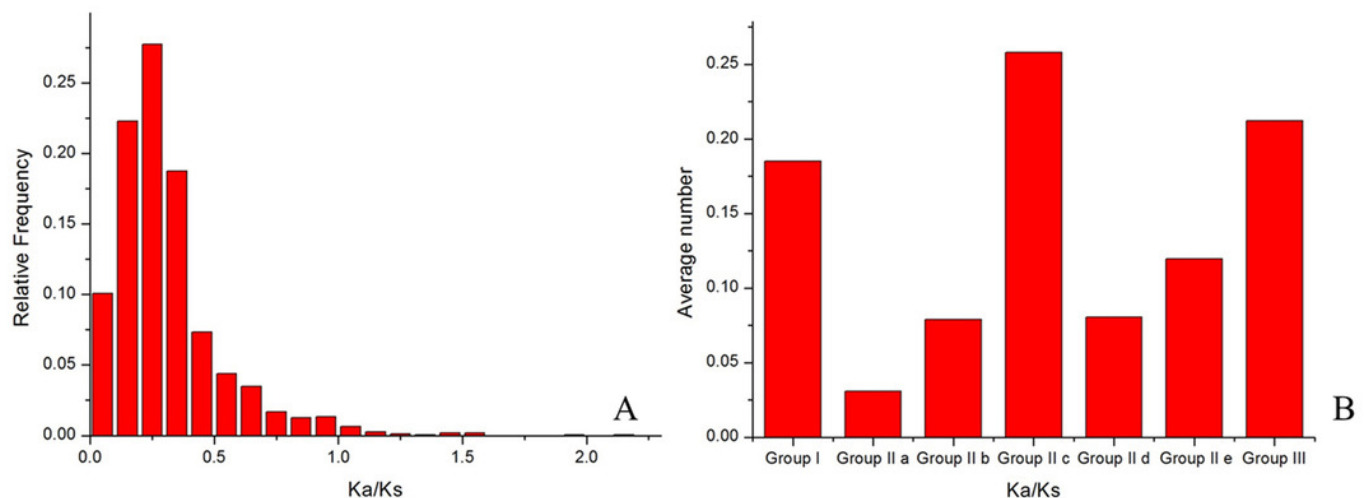 Relative Frequency
0.25
0.20
0.15
0.10
0.05
0.00
0.0 0.5 1.0 1.5 2.0
Ka/Ks
A
Average number
0.25
0.20
0.15
0.10
0.05
0.00
Group I Group II a Group II b Group II c Group II d Group II e Group III
Ka/Ks
B